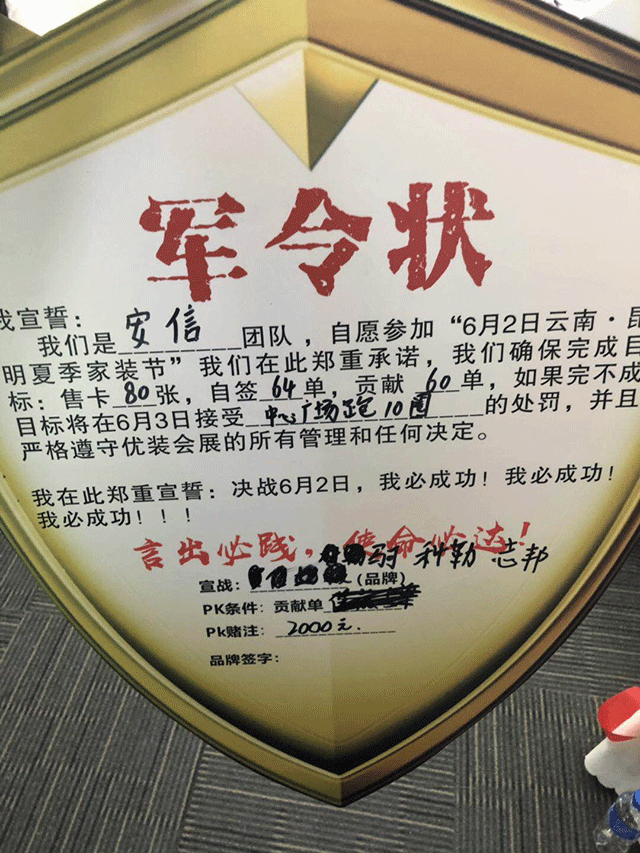 军令状
我宣誓：
我们是安信团队，自愿参加“6月2日云南·昆
明夏季家装节”我们在此郑重承诺，我们确保完成目
标：售卡80张，自签64单，贡献60单，如果完不成
目标将在6月3日接受中心广场跑10圈的处罚，并且
严格遵守优装会展的所有管理和任何决定。
我在此郑重宣誓：决战6月2日，我必成功！我必成功！
我必成功！！！
言出必践，使命必达！
科勒 志邦
宣战：(品牌)
PK条件：贡献单
Pk赌注：2000元.
品牌签字：